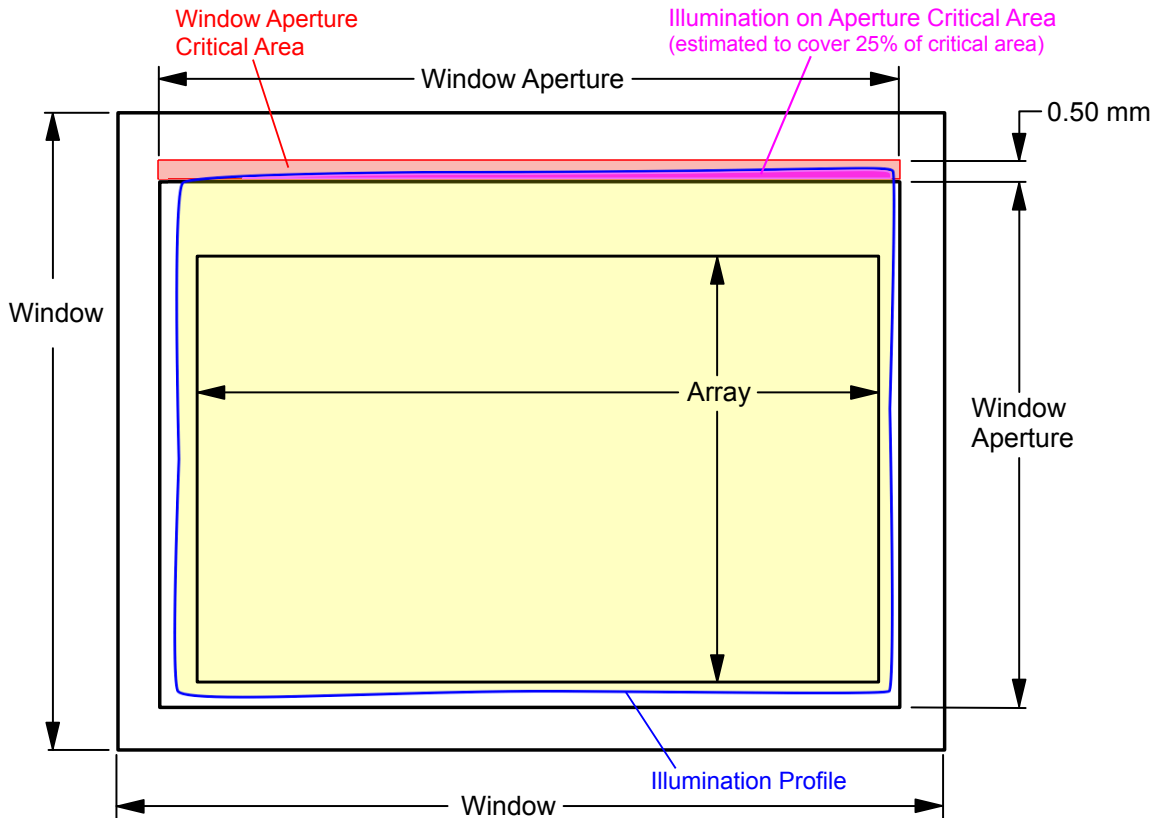 Window Aperture
Critical Area
Illumination on Aperture Critical Area
(estimated to cover 25% of critical area)
Window Aperture
0.50 mm
Window
Array
Window
Aperture
Illumination Profile
Window